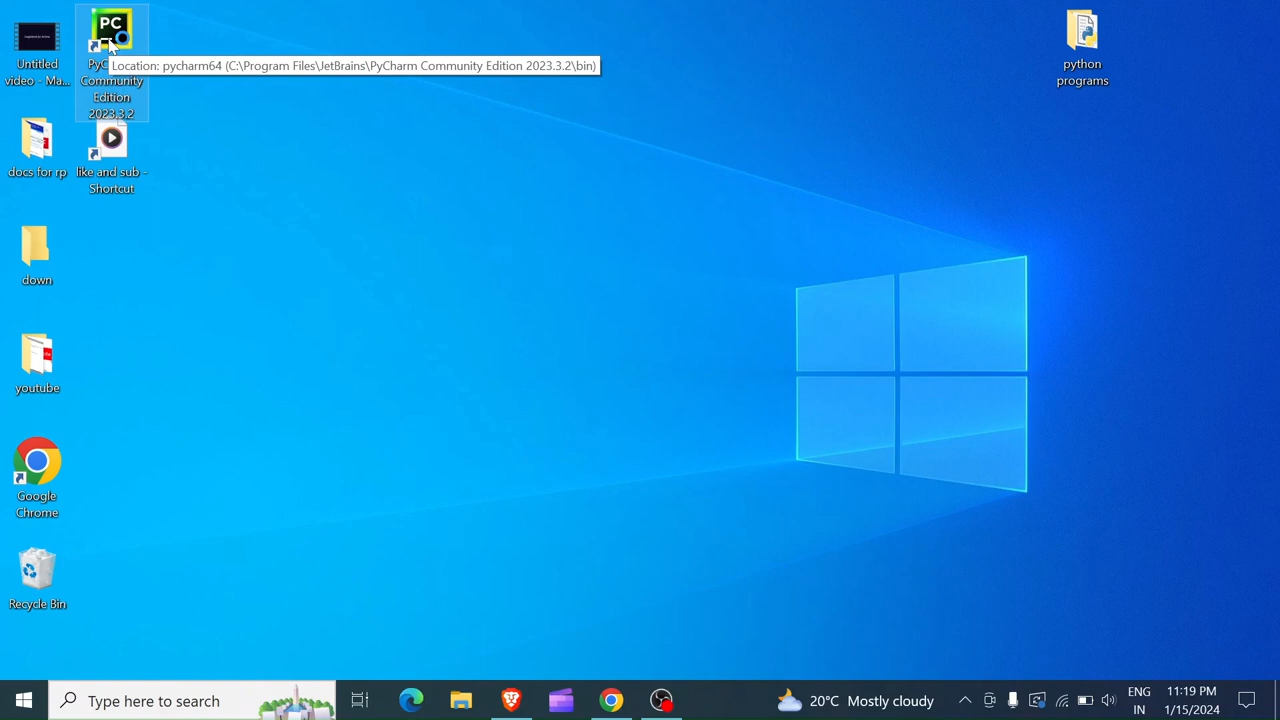 Untitled
video - Ma...
PC
PyC
Community
Edition
2023.3.2
Location: pycharm64 (C:\Program Files\JetBrains\PyCharm Community Edition 2023.3.2\bin)
python
programs
docs for rp
like and sub -
Shortcut
down
youtube
Google
Chrome
Recycle Bin
Type here to search
20°C Mostly cloudy
ENG
IN
11:19 PM
1/15/2024